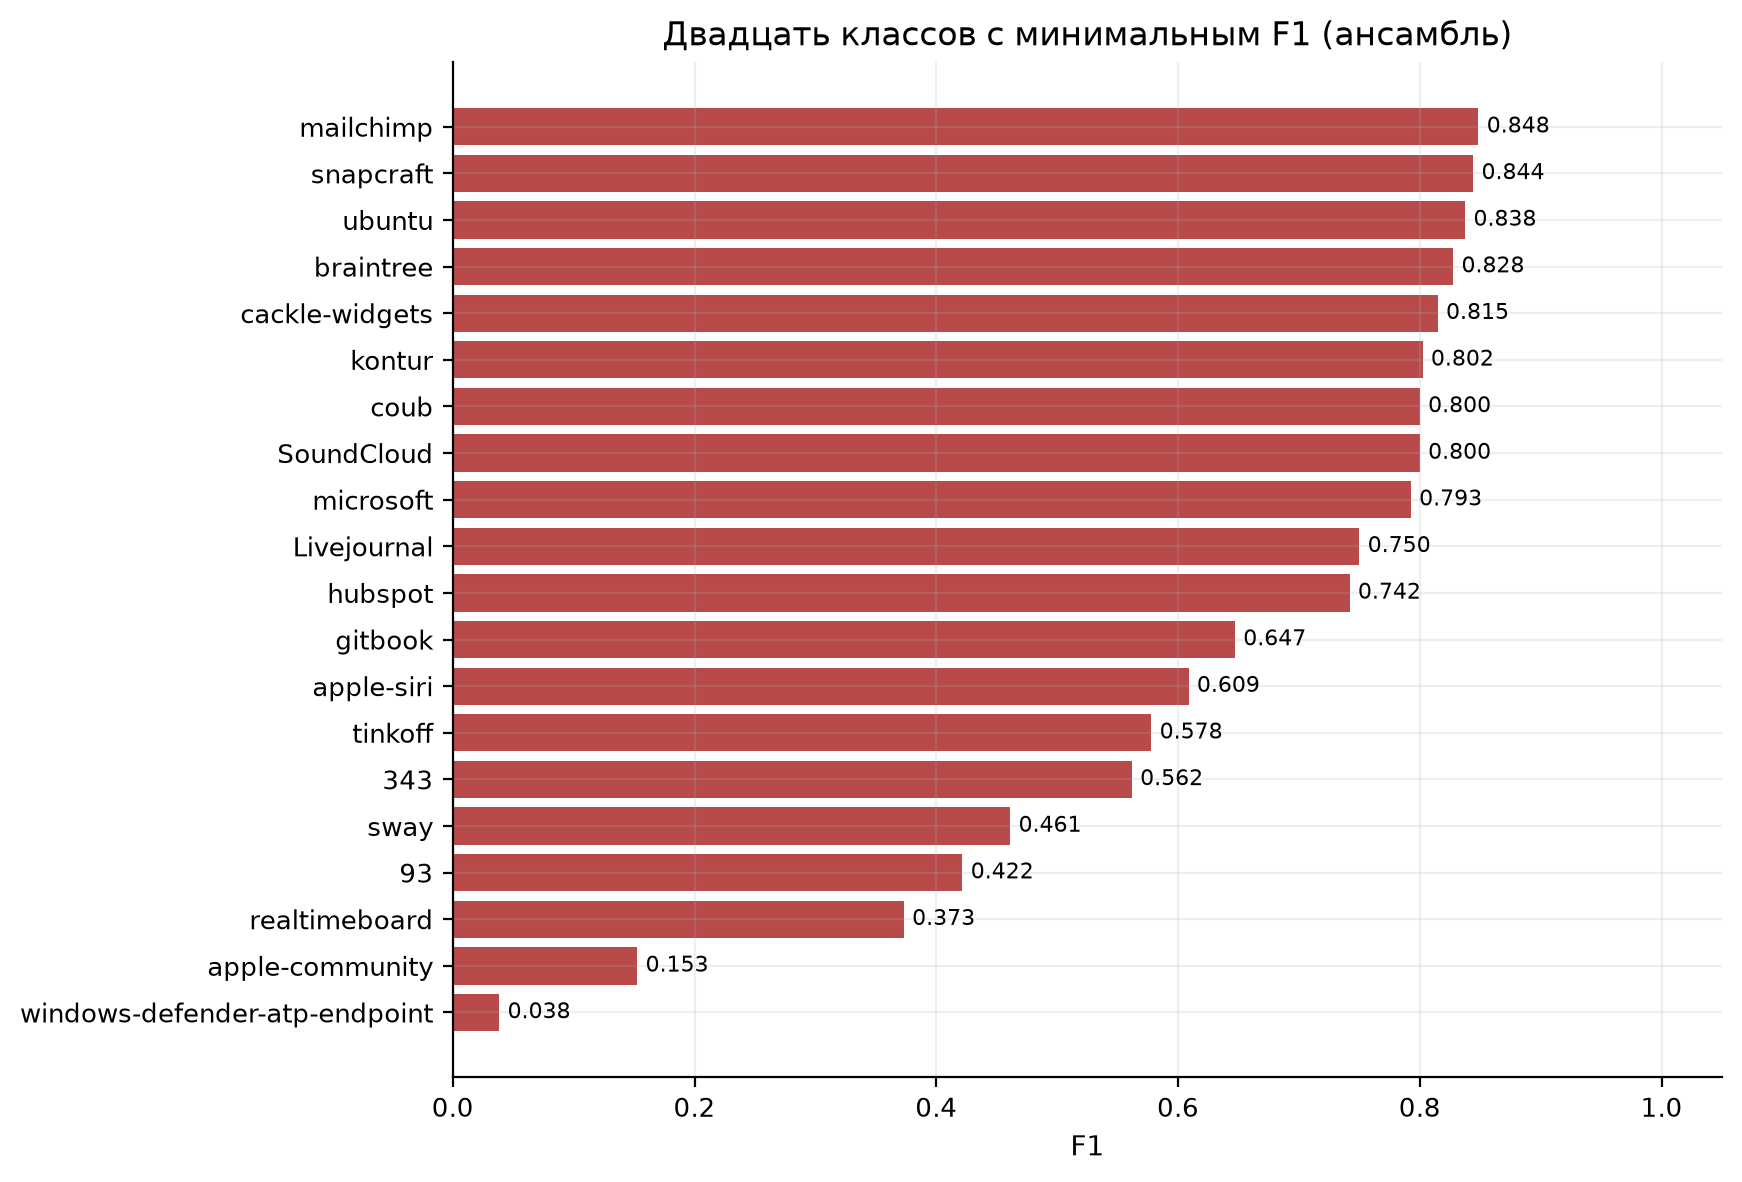 Двадцать классов с минимальным F1 (ансамбль)
mailchimp 0.848
snapcraft 0.844
ubuntu 0.838
braintree 0.828
cackle-widgets 0.815
kontur 0.802
coub 0.800
SoundCloud 0.800
microsoft 0.793
Livejournal 0.750
hubspot 0.742
gitbook 0.647
apple-siri 0.609
tinkoff 0.578
343 0.562
sway 0.461
93 0.422
realtimeboard 0.373
apple-community 0.153
windows-defender-atp-endpoint 0.038
0.0 0.2 0.4 0.6 0.8 1.0
F1